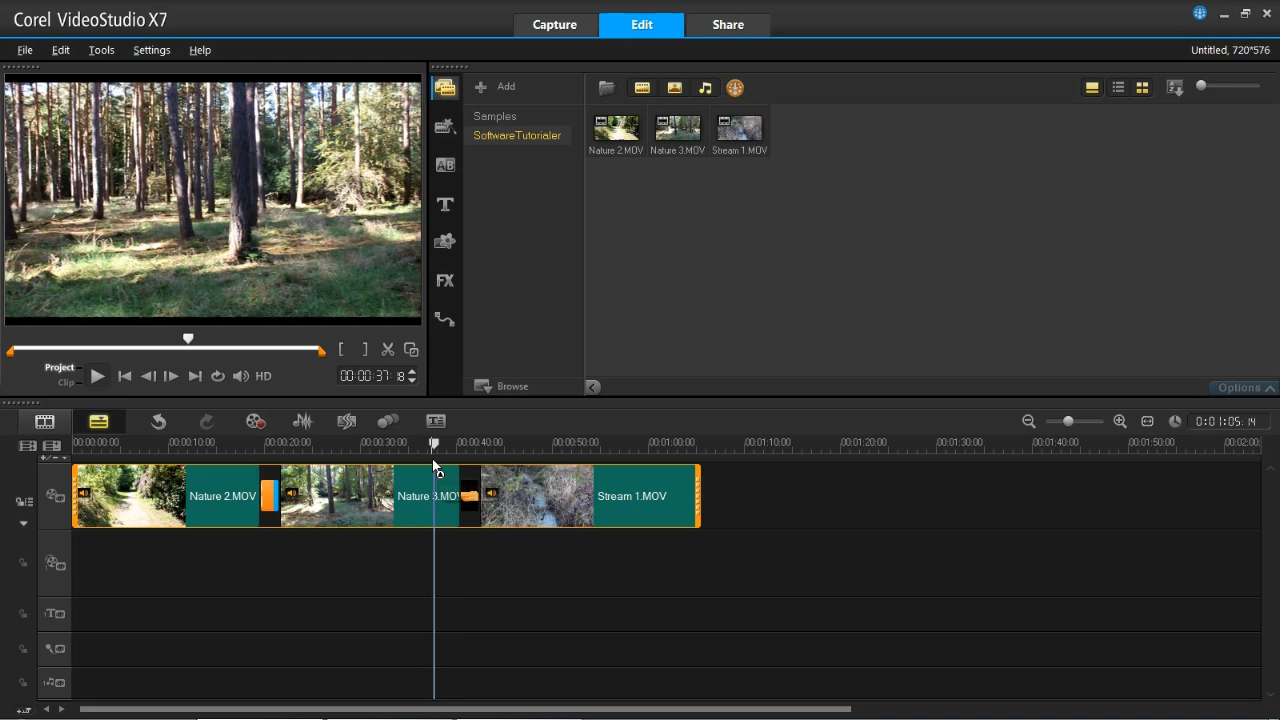 Corel VideoStudio X7
Capture
Edit
Share
File
Edit
Tools
Settings
Help
Untitled, 720*576
Add
Samples
SoftwareTutorialer
Nature 2.MOV
Nature 3.MOV
Stream 1.MOV
Browse
Options
Project
Clip
HD
00:00:37:18
0:01:05:14
00:00:00:00
00:00:10:00
00:00:20:00
00:00:30:00
00:00:40:00
00:00:50:00
00:01:00:00
00:01:10:00
00:01:20:00
00:01:30:00
00:01:40:00
00:01:50:00
00:02:00:
Nature 2.MOV
Nature 3.MOV
Stream 1.MOV